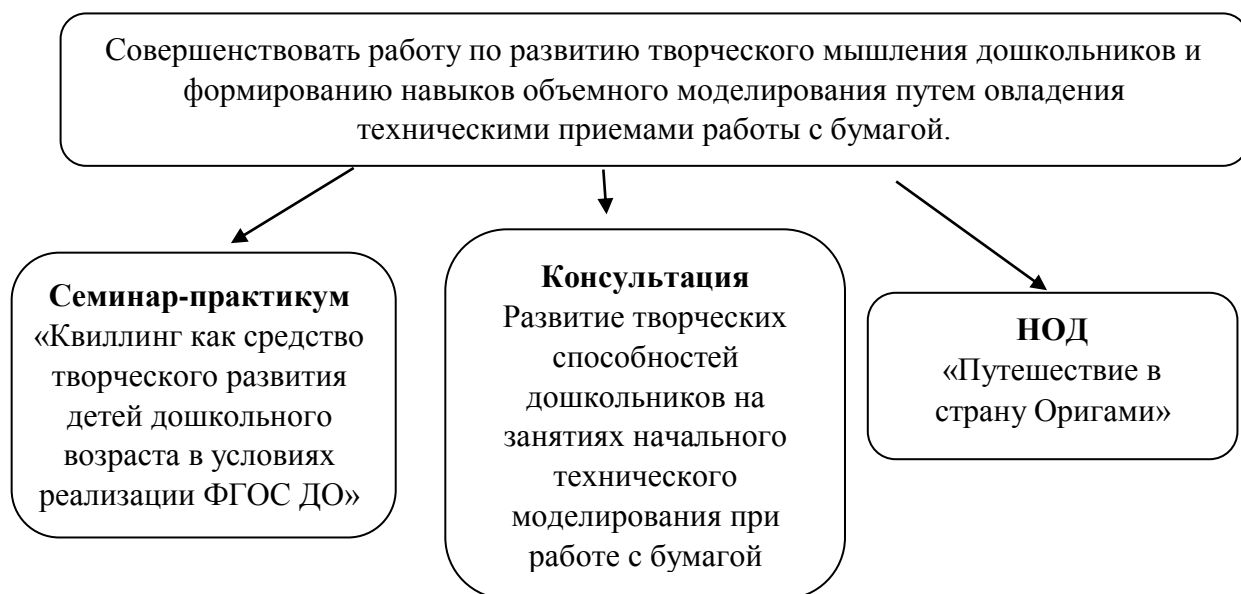 Совершенствовать работу по развитию творческого мышления дошкольников и
формированию навыков объемного моделирования путем овладения
техническими приемами работы с бумагой.
Семинар-практикум
«Квиллинг как средство
творческого развития
детей дошкольного
возраста в условиях
реализации ФГОС ДО»
Консультация
Развитие творческих
способностей
дошкольников на
занятиях начального
технического
моделирования при
работе с бумагой
НОД
«Путешествие в
страну Оригами»